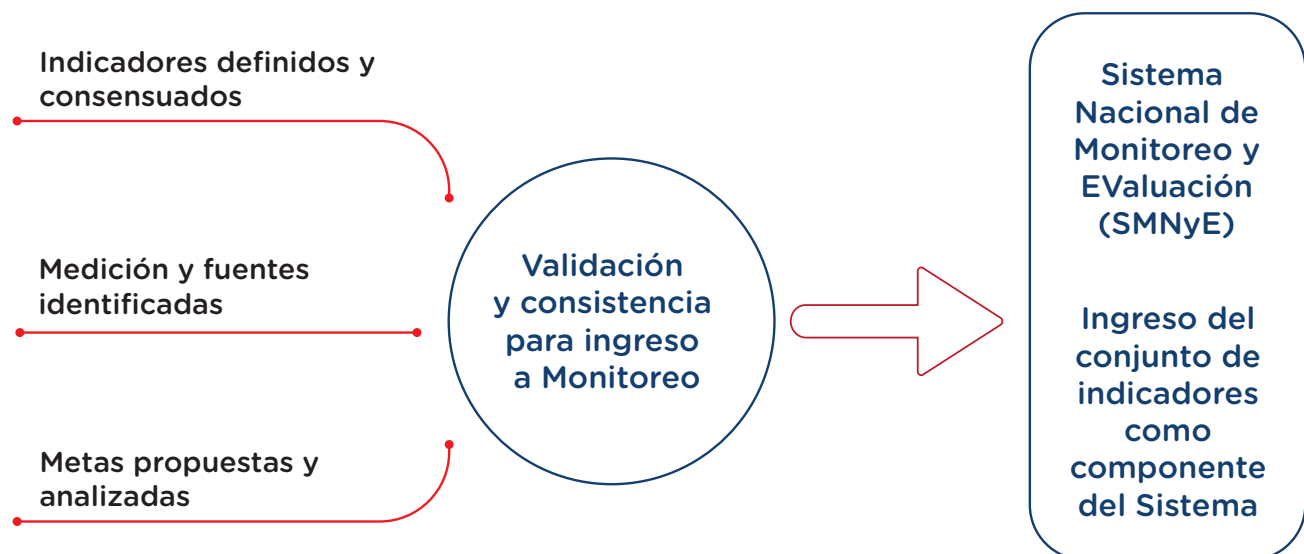 Indicadores definidos y
consensuados
Medición y fuentes
identificadas
Metas propuestas y
analizadas
Validación
y consistencia
para ingreso
a Monitoreo
Sistema
Nacional de
Monitoreo y
EValuación
(SMNyE)
Ingreso del
conjunto de
indicadores
como
componente
del Sistema